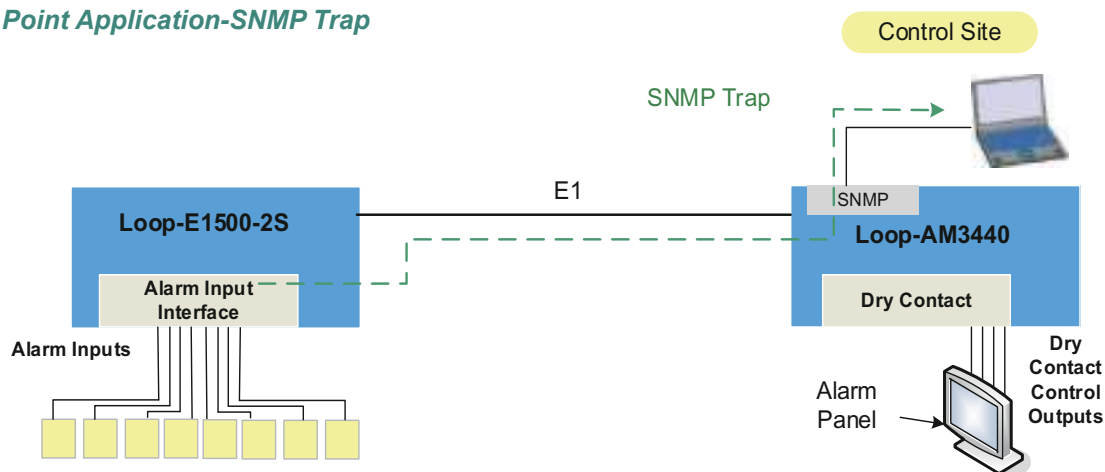 Point Application-SNMP Trap
Control Site
SNMP Trap
E1
SNMP
Loop-E1500-2S
Loop-AM3440
Alarm Input
Interface
Dry Contact
Alarm Inputs
Dry
Contact
Control
Outputs
Alarm
Panel